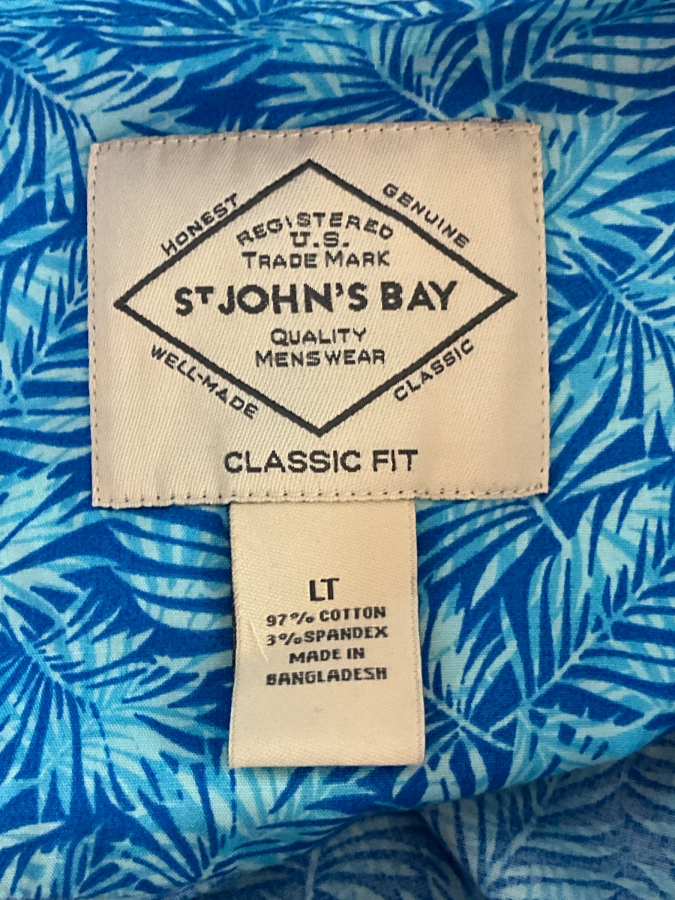 HONEST
GENUINE
REGISTERED
U.S.
TRADE MARK
ST JOHN'S BAY
QUALITY
MENSWEAR
WELL-MADE
CLASSIC
CLASSIC FIT
LT
97% COTTON
3% SPANDEX
MADE IN
BANGLADESH